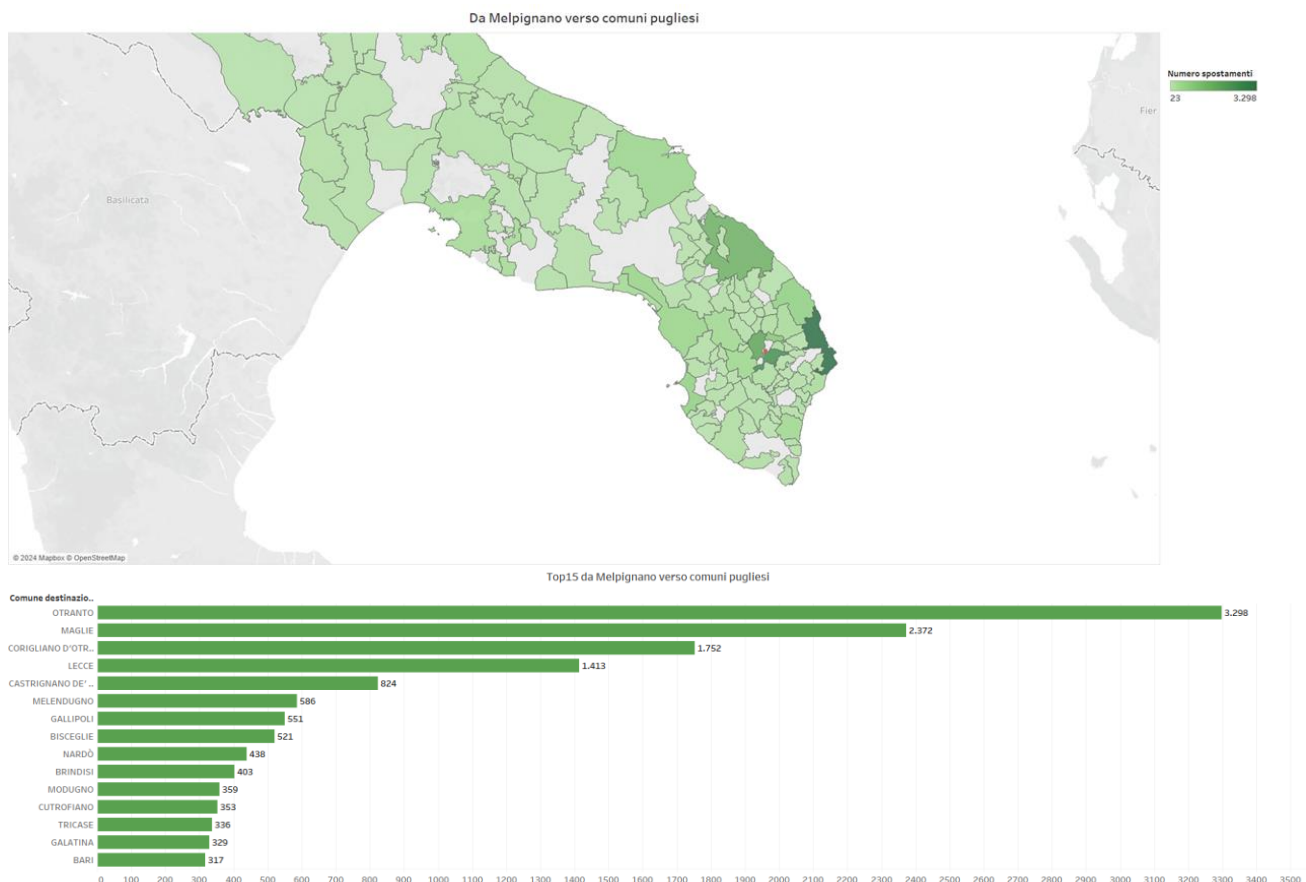 Da Melpignano verso comuni pugliesi
Numero spostamenti
23 3.298
Fier
Basilicata
© 2024 Mapbox © OpenStreetMap
Top15 da Melpignano verso comuni pugliesi
Comune destinazio..
OTRANTO 3.298
MAGLIE 2.372
CORIGLIANO D'OTR.. 1.752
LECCE 1.413
CASTRIGNANO DE' .. 824
MELENDUGNO 586
GALLIPOLI 551
BISCEGLIE 521
NARDÒ 438
BRINDISI 403
MODUGNO 359
CUTROFIANO 353
TRICASE 336
GALATINA 329
BARI 317
0 100 200 300 400 500 600 700 800 900 1000 1100 1200 1300 1400 1500 1600 1700 1800 1900 2000 2100 2200 2300 2400 2500 2600 2700 2800 2900 3000 3100 3200 3300 3400 3500